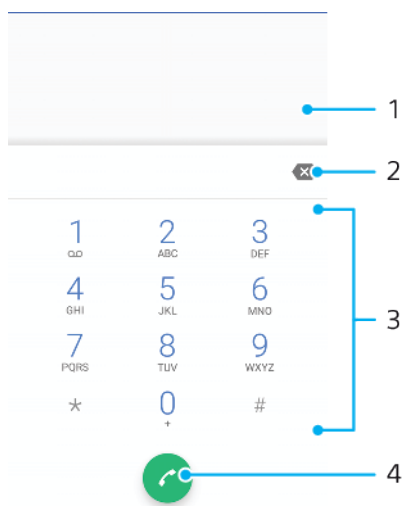 1
2
1 2 3
ABC DEF
4 5 6
GHI JKL MNO
3
7 8 9
PQRS TUV WXYZ
* 0 #
+
4